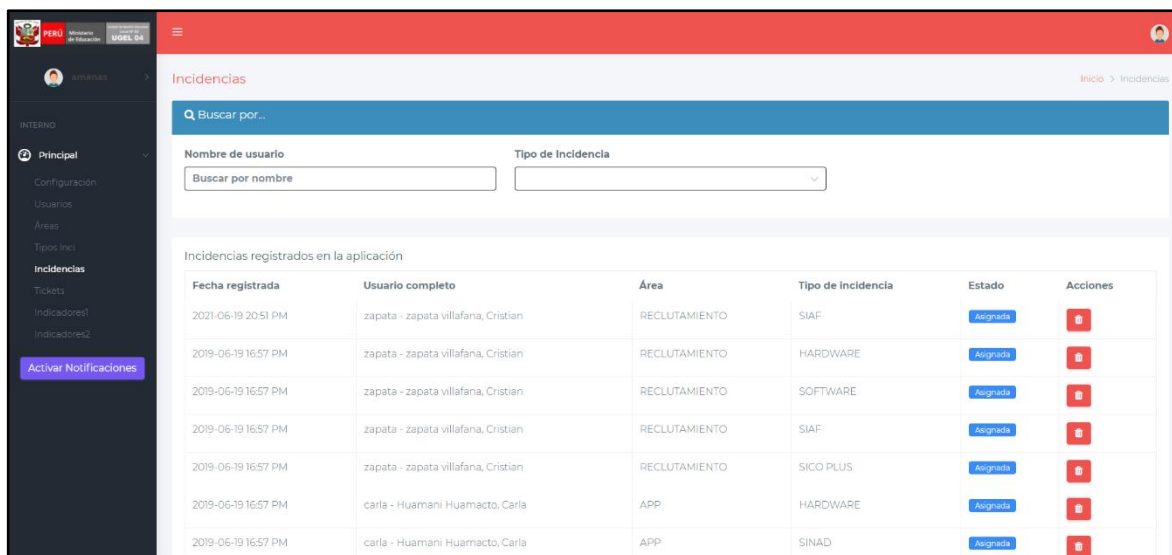 PERÚ
Ministerio
de Educación
UGEL 04
amenes
INTERNO
Principal
Configuración
Usuarios
Áreas
Tipos Inci
Incidencias
Tickets
Indicadores1
Indicadores2
Activar Notificaciones
Incidencias
Inicio > Incidencias
Buscar por...
Nombre de usuario Tipo de Incidencia
Buscar por nombre
Incidencias registrados en la aplicación
Fecha registrada Usuario completo Área Tipo de incidencia Estado Acciones
2021-06-19 20:51 PM zapata - zapata villafana, Cristian RECLUTAMIENTO SIAF Asignada
2019-06-19 16:57 PM zapata - zapata villafana, Cristian RECLUTAMIENTO HARDWARE Asignada
2019-06-19 16:57 PM zapata - zapata villafana, Cristian RECLUTAMIENTO SOFTWARE Asignada
2019-06-19 16:57 PM zapata - zapata villafana, Cristian RECLUTAMIENTO SIAF Asignada
2019-06-19 16:57 PM zapata - zapata villafana, Cristian RECLUTAMIENTO SICO PLUS Asignada
2019-06-19 16:57 PM carla - Huamani Huamacto, Carla APP HARDWARE Asignada
2019-06-19 16:57 PM carla - Huamani Huamacto, Carla APP SINAD Asignada